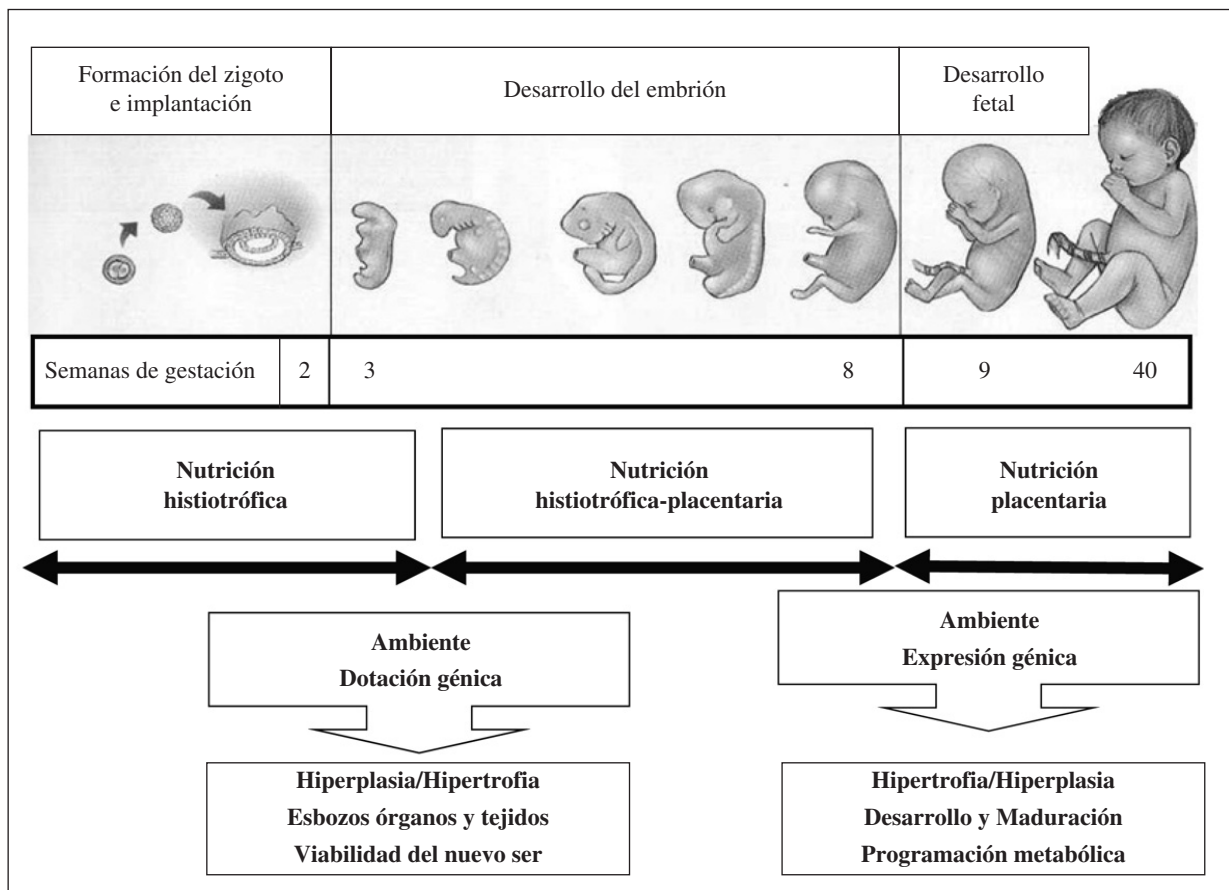 Formación del zigoto
e implantación
Desarrollo del embrión
Desarrollo
fetal
Semanas de gestación 2 3 8 9 40
Nutrición
histiotrófica
Nutrición
histiotrófica-placentaria
Nutrición
placentaria
Ambiente
Dotación génica
Ambiente
Expresión génica
Hiperplasia/Hipertrofia
Esbozos órganos y tejidos
Viabilidad del nuevo ser
Hipertrofia/Hiperplasia
Desarrollo y Maduración
Programación metabólica